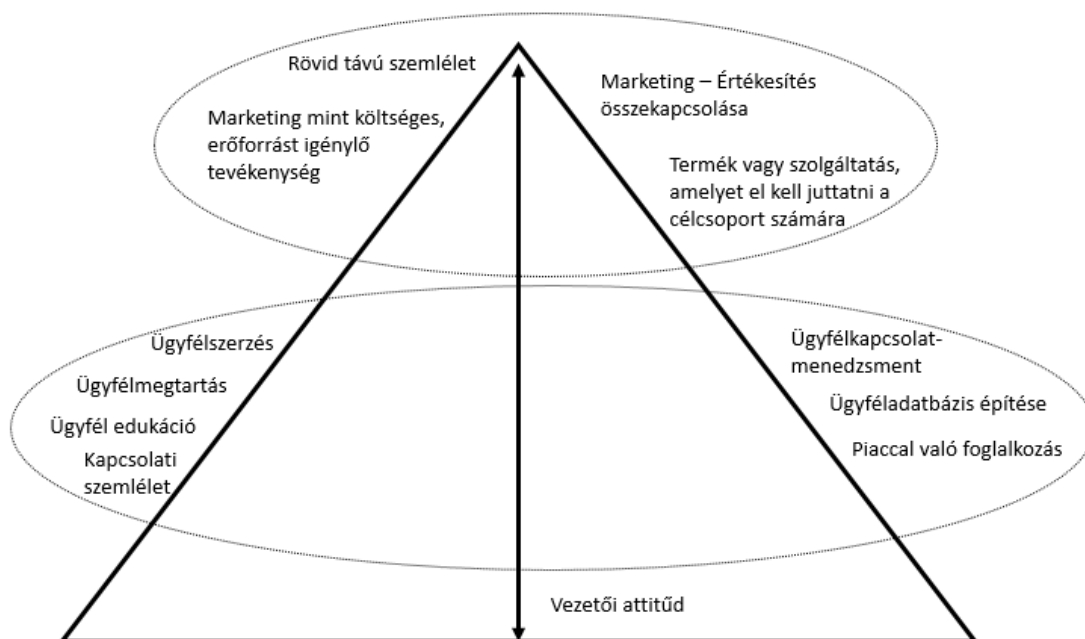 Rövid távú szemlélet
Marketing mint költséges,
erőforrást igénylő
tevékenység
Marketing – Értékesítés
összekapcsolása
Termék vagy szolgáltatás,
amelyet el kell juttatni a
célcsoport számára
Ügyfélszerzés
Ügyfélmegtartás
Ügyfél edukáció
Kapcsolati
szemlélet
Ügyfélkapcsolat-
menedzsment
Ügyféladatbázis építése
Piaccal való foglalkozás
Vezetői attitűd